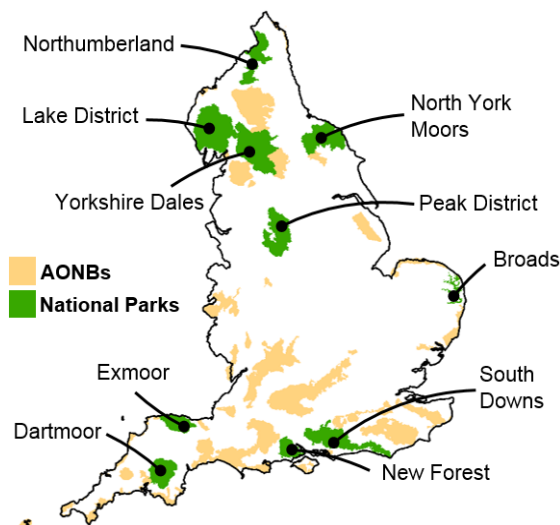 Northumberland
Lake District
North York
Moors
Yorkshire Dales
Peak District
AONBs
National Parks
Broads
Exmoor
South
Downs
Dartmoor
New Forest